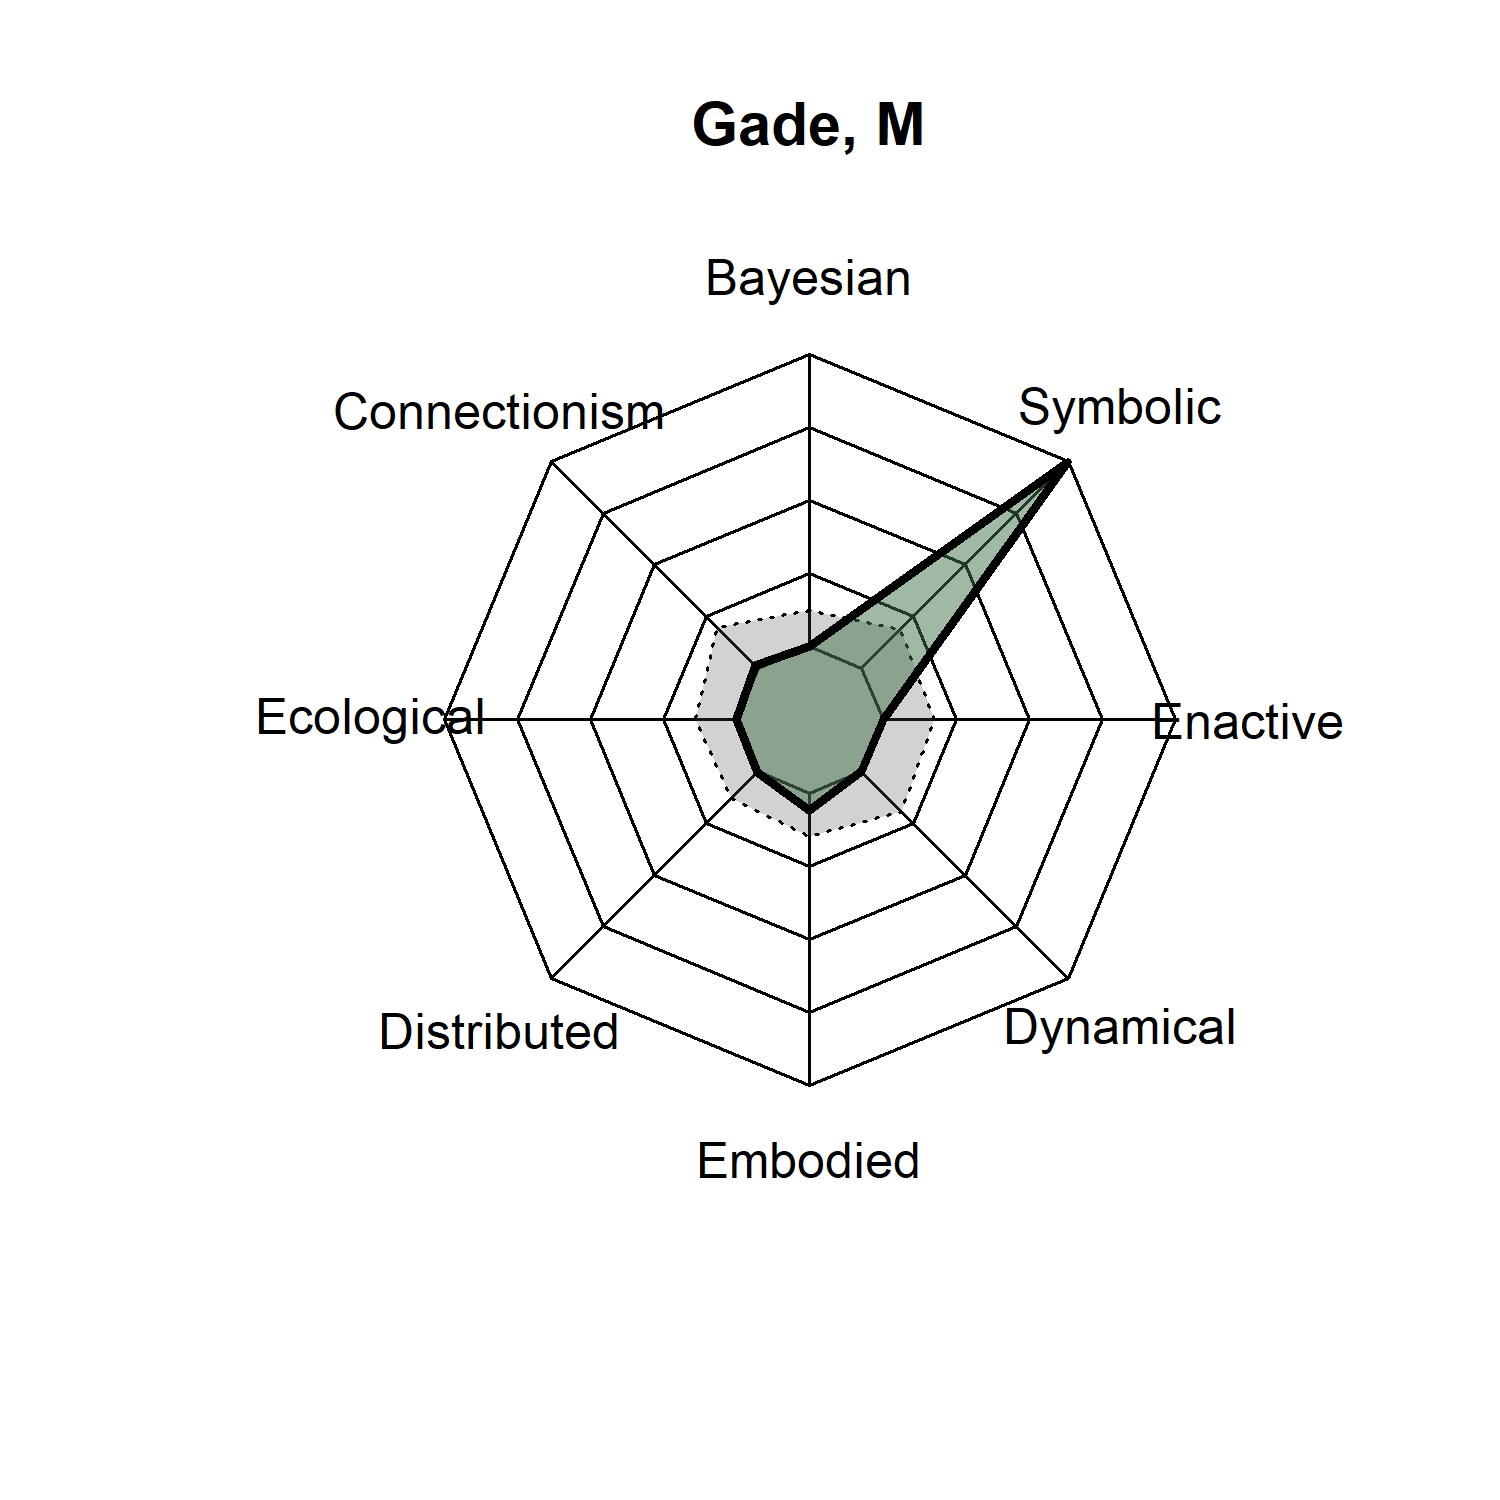 Gade, M
Bayesian
Connectionism
Symbolic
Ecological
Enactive
Distributed
Dynamical
Embodied